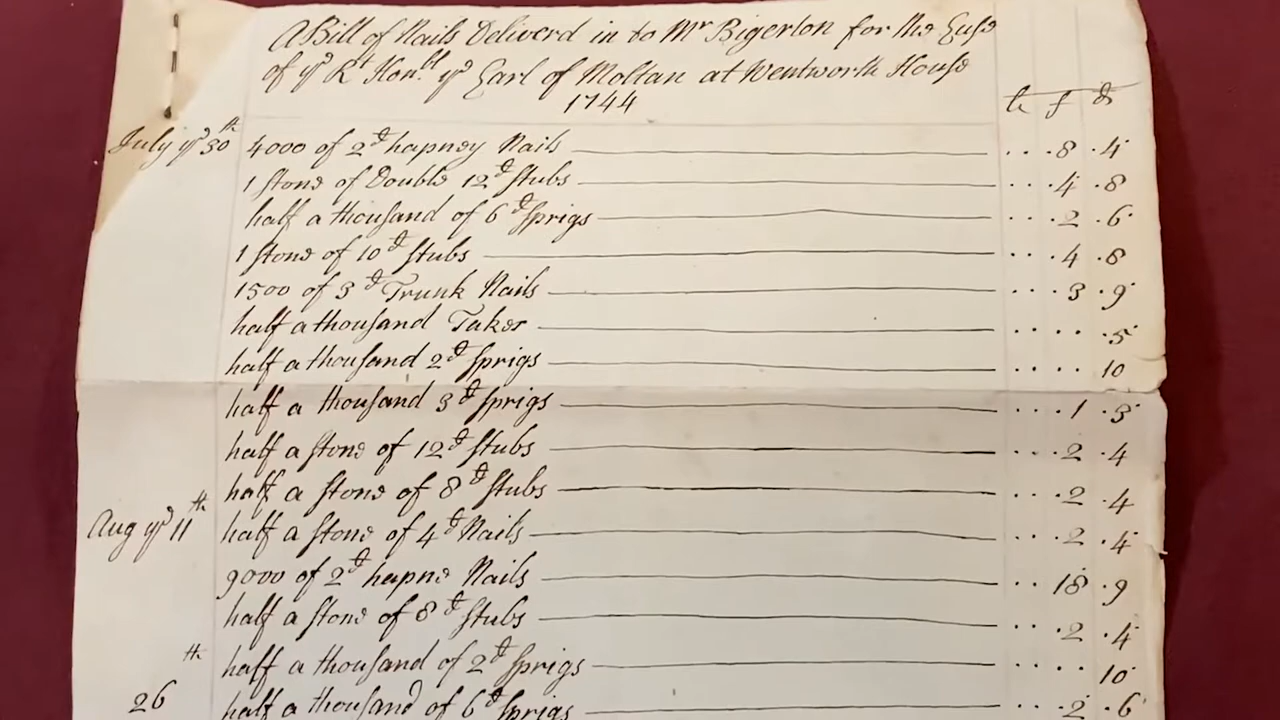 A Bill of Nails Deliverd in to Mr Bigerton for the Euse
of ye Rt Honbl ye Earl of Moltan at Wentworth House
1744
li s d
July ye 30th 4000 of 2d hapney Nails 8 4
1 Stone of Double 12d Stubs 4 8
half a thousand of 6d Sprigs 2 6
1 Stone of 10d Stubs 4 8
1500 of 3d Trunk Nails 3 9
half a thousand Takes 5
half a thousand 2d Sprigs 10
half a thousand 3d Sprigs 1 3
half a stone of 12d Stubs 2 4
half a stone of 8d Stubs 2 4
Aug ye 11th half a stone of 4d Nails 2 4
9000 of 2d hapne Nails 18 9
half a stone of 8d Stubs 2 4
half a thousand of 2d Sprigs 10
26th half a thousand of 6d Sprigs 2 6